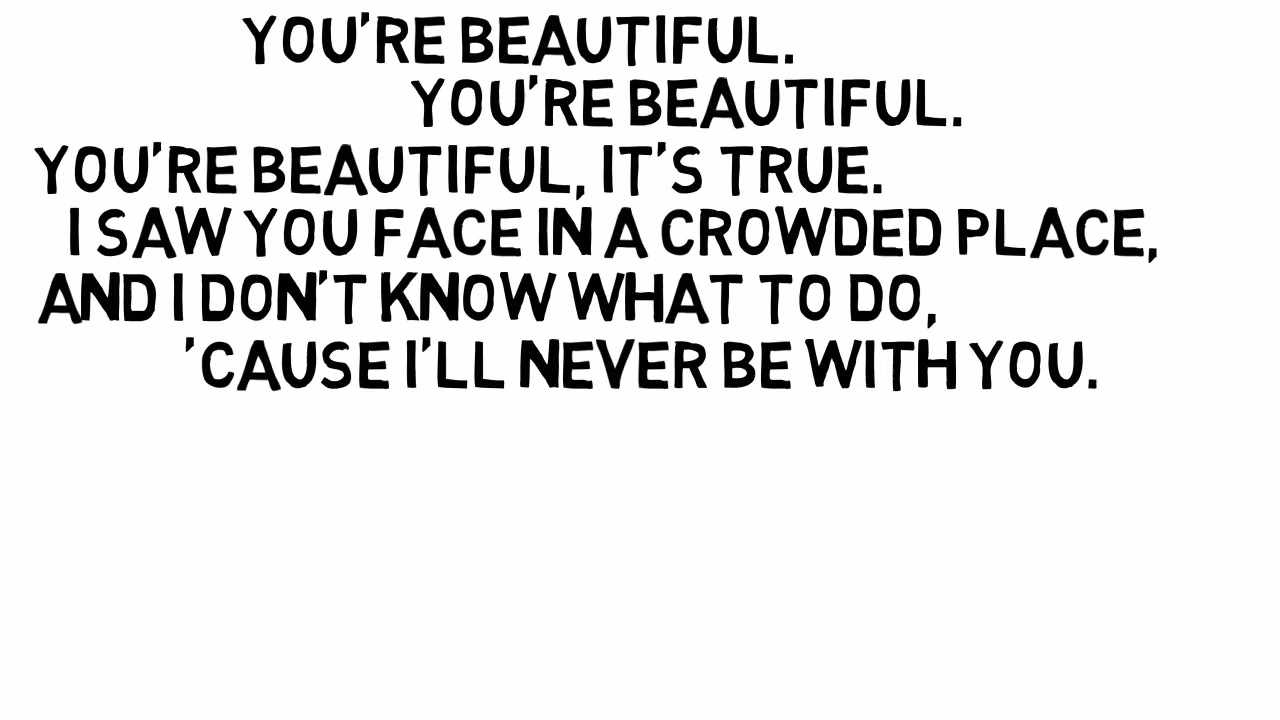 YOU'RE BEAUTIFUL.
YOU'RE BEAUTIFUL.
YOU'RE BEAUTIFUL, IT'S TRUE.
I SAW YOU FACE IN A CROWDED PLACE,
AND I DON'T KNOW WHAT TO DO,
'CAUSE I'LL NEVER BE WITH YOU.